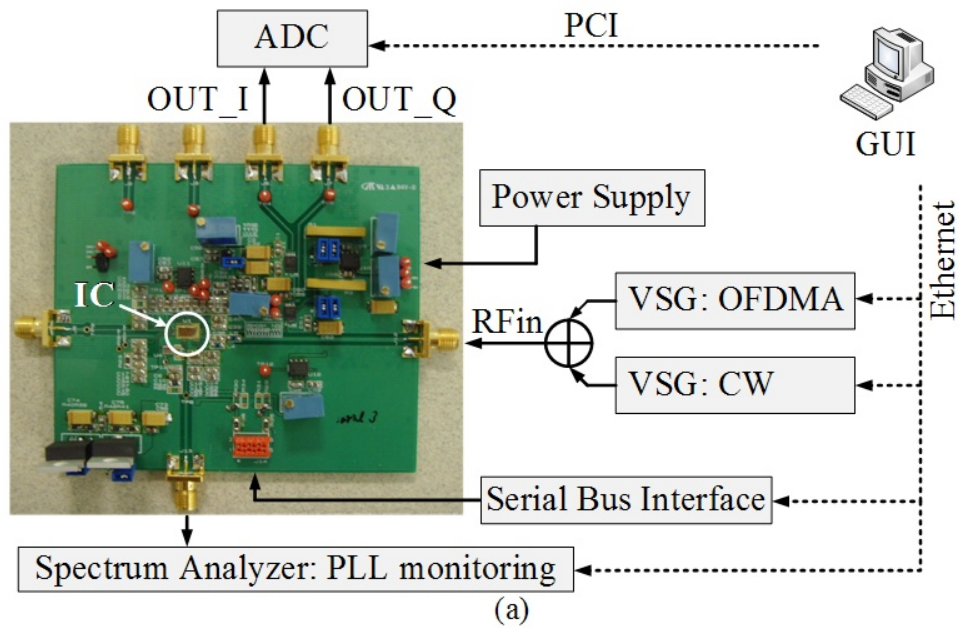 ADC
PCI
OUT_I
OUT_Q
GUI
Power Supply
Ethernet
IC
VSG: OFDMA
RFin
VSG: CW
Serial Bus Interface
Spectrum Analyzer: PLL monitoring
(a)